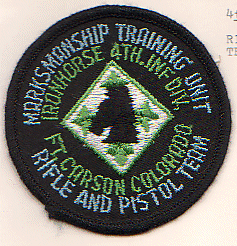 MARKSMANSHIP TRAINING UNIT
IRONHORSE 4TH. INF. DIV.
FT. CARSON COLORADO
RIFLE AND PISTOL TEAM